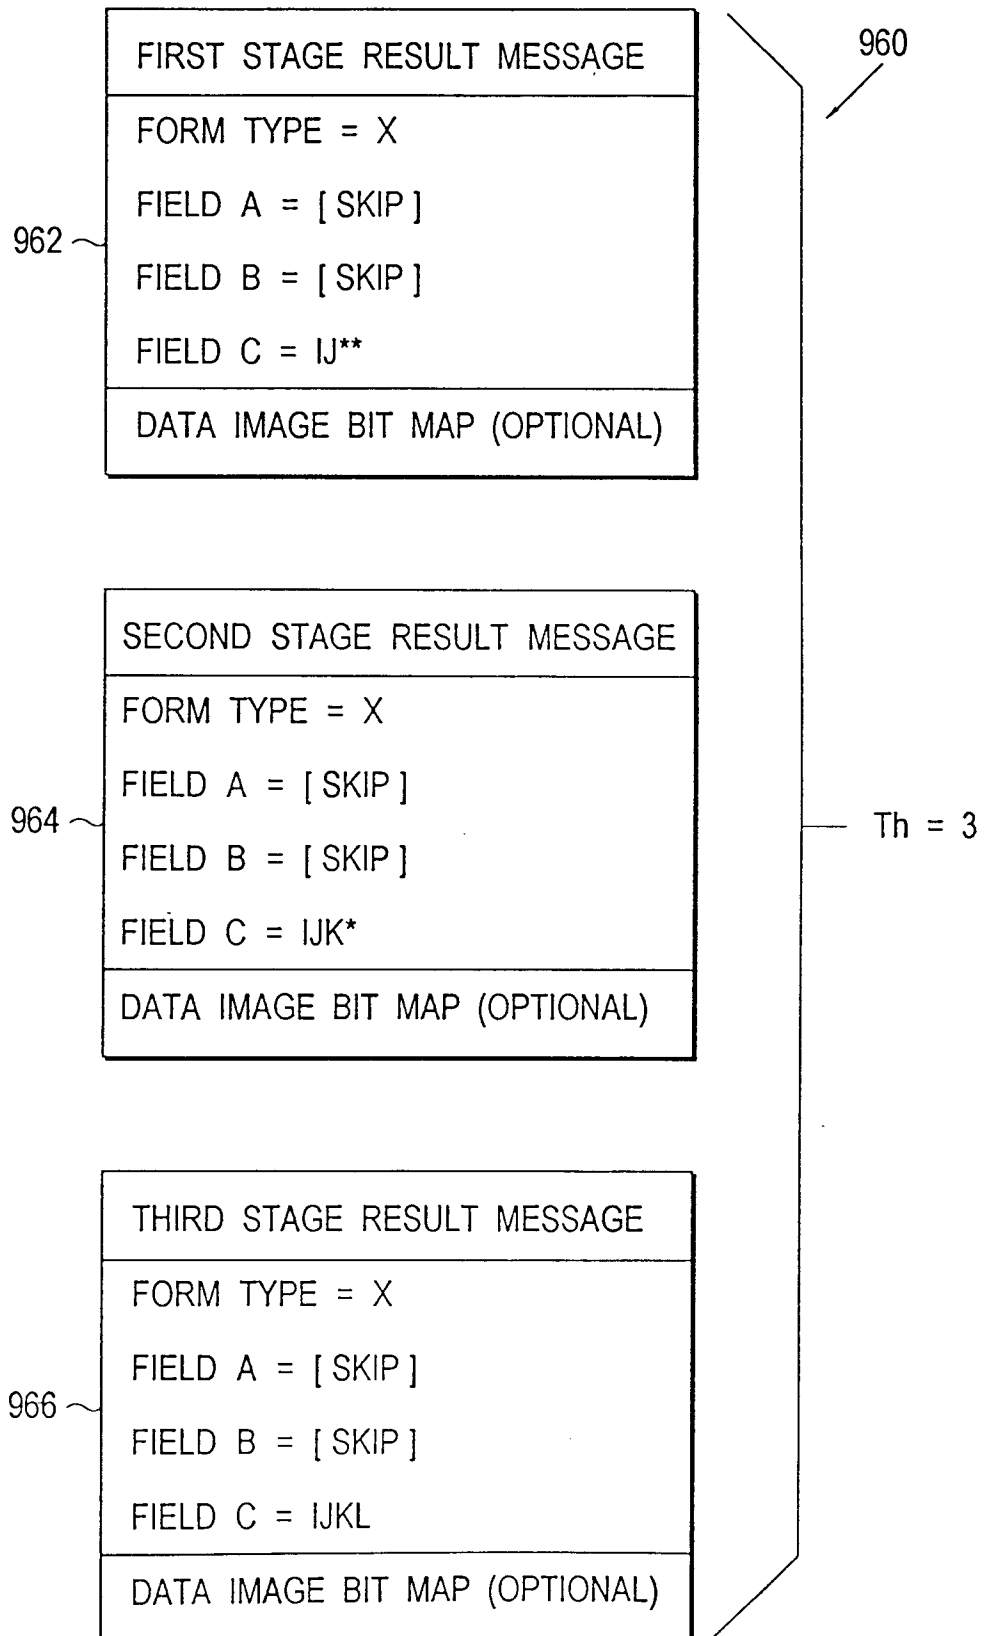 960
FIRST STAGE RESULT MESSAGE
FORM TYPE = X
FIELD A = [ SKIP ]
962
FIELD B = [ SKIP ]
FIELD C = IJ**
DATA IMAGE BIT MAP (OPTIONAL)
SECOND STAGE RESULT MESSAGE
FORM TYPE = X
FIELD A = [ SKIP ]
964
Th = 3
FIELD B = [ SKIP ]
FIELD C = IJK*
DATA IMAGE BIT MAP (OPTIONAL)
THIRD STAGE RESULT MESSAGE
FORM TYPE = X
FIELD A = [ SKIP ]
966
FIELD B = [ SKIP ]
FIELD C = IJKL
DATA IMAGE BIT MAP (OPTIONAL)